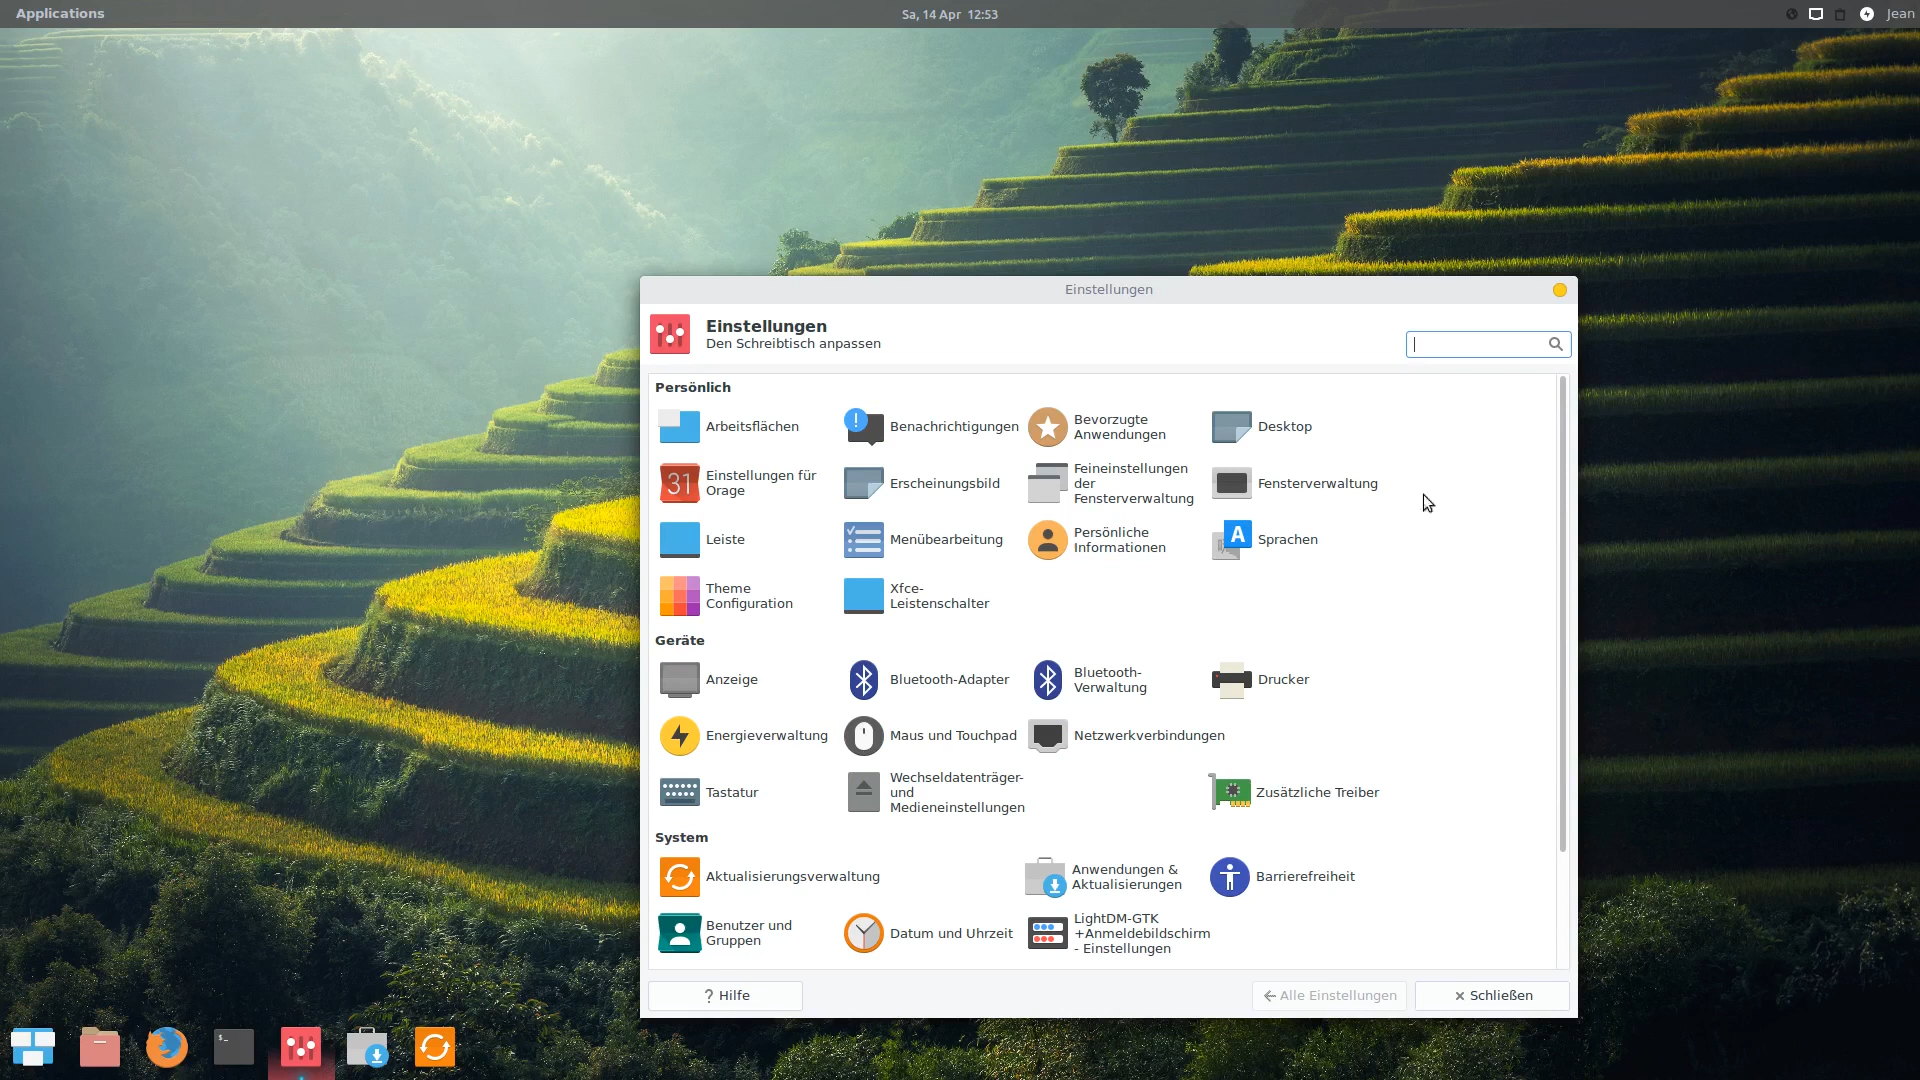 Applications
Sa, 14 Apr 12:53
Jean
Einstellungen
Einstellungen
Den Schreibtisch anpassen
Persönlich
Arbeitsflächen
Benachrichtigungen
Bevorzugte
Anwendungen
Desktop
31
Einstellungen für
Orage
Erscheinungsbild
Feineinstellungen
der
Fensterverwaltung
Fensterverwaltung
Leiste
Menübearbeitung
Persönliche
Informationen
A
Sprachen
Theme
Configuration
Xfce-
Leistenschalter
Geräte
Anzeige
Bluetooth-Adapter
Bluetooth-
Verwaltung
Drucker
Energieverwaltung
Maus und Touchpad
Netzwerkverbindungen
Tastatur
Wechseldatenträger-
und
Medieneinstellungen
Zusätzliche Treiber
System
Aktualisierungsverwaltung
Anwendungen &
Aktualisierungen
Barrierefreiheit
Benutzer und
Gruppen
Datum und Uhrzeit
LightDM-GTK
+Anmeldebildschirm
- Einstellungen
? Hilfe
Alle Einstellungen
Schließen
$_